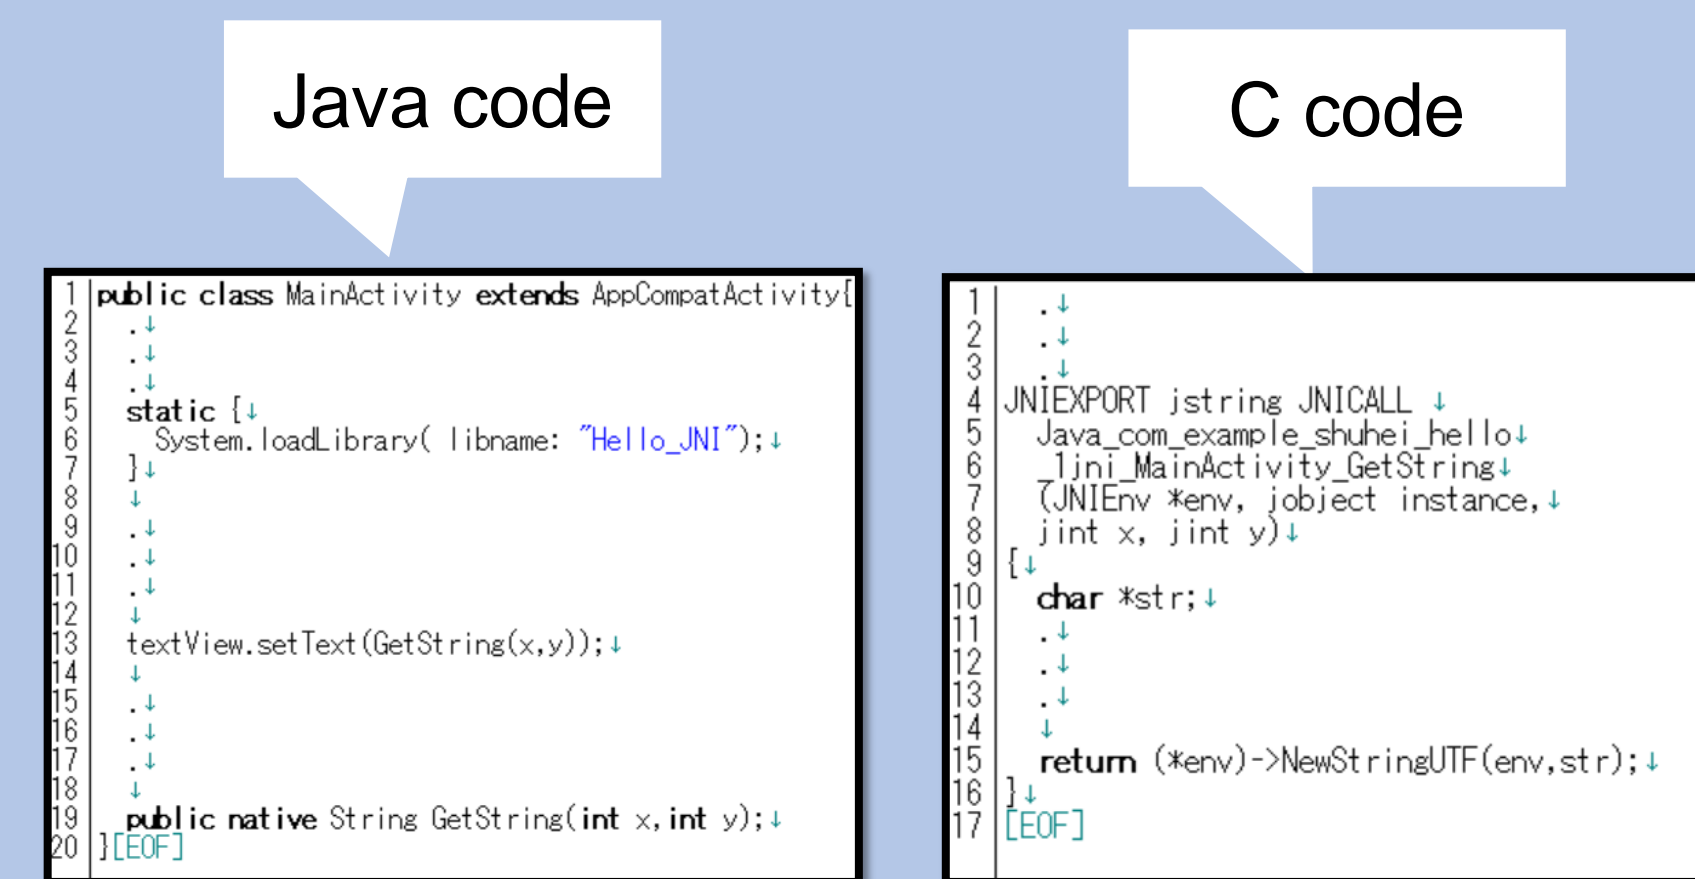 Java code
1 public class MainActivity extends AppCompatActivity{
2 .↓
3 .↓
4 .↓
5 static {↓
6 System.loadLibrary( libname: "Hello_JNI");↓
7 }↓
8 ↓
9 .↓
10 .↓
11 .↓
12 ↓
13 textView.setText(GetString(x,y));↓
14 ↓
15 .↓
16 .↓
17 .↓
18 ↓
19 public native String GetString(int x,int y);↓
20 }[EOF]
C code
1 .↓
2 .↓
3 .↓
4 JNIEXPORT jstring JNICALL ↓
5 Java_com_example_shuhei_hello↓
6 _1jni_MainActivity_GetString↓
7 (JNIEnv *env, jobject instance,↓
8 jint x, jint y)↓
9 {↓
10 char *str;↓
11 .↓
12 .↓
13 .↓
14 ↓
15 return (*env)->NewStringUTF(env,str);↓
16 }↓
17 [EOF]